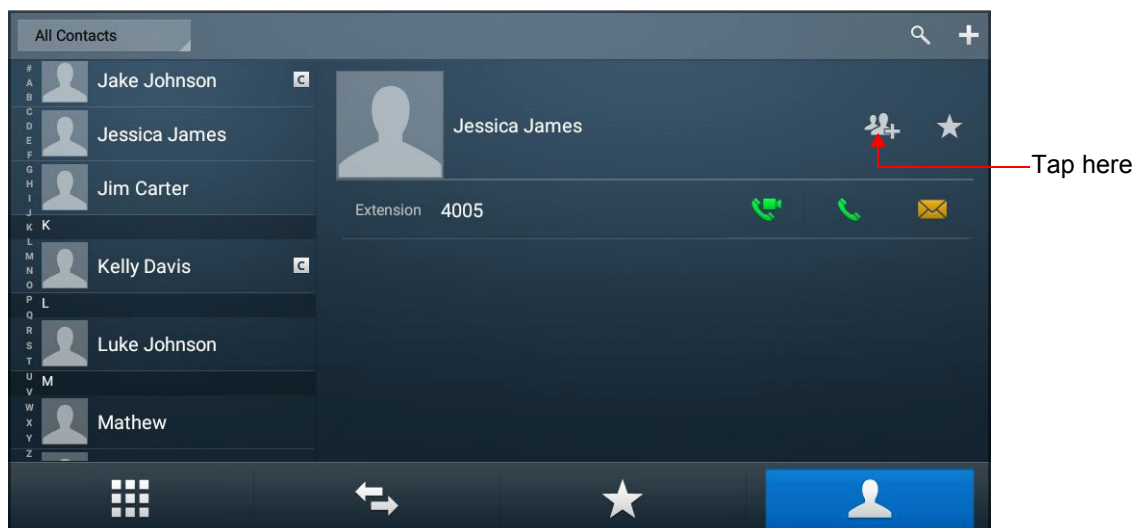 All Contacts
#
A
B
C
D
E
F
G
H
I
J
K
L
M
N
O
P
Q
R
S
T
U
V
W
X
Y
Z
Jake Johnson C
Jessica James
Jim Carter
K
Kelly Davis C
L
Luke Johnson
M
Mathew
Jessica James
Extension 4005
Tap here